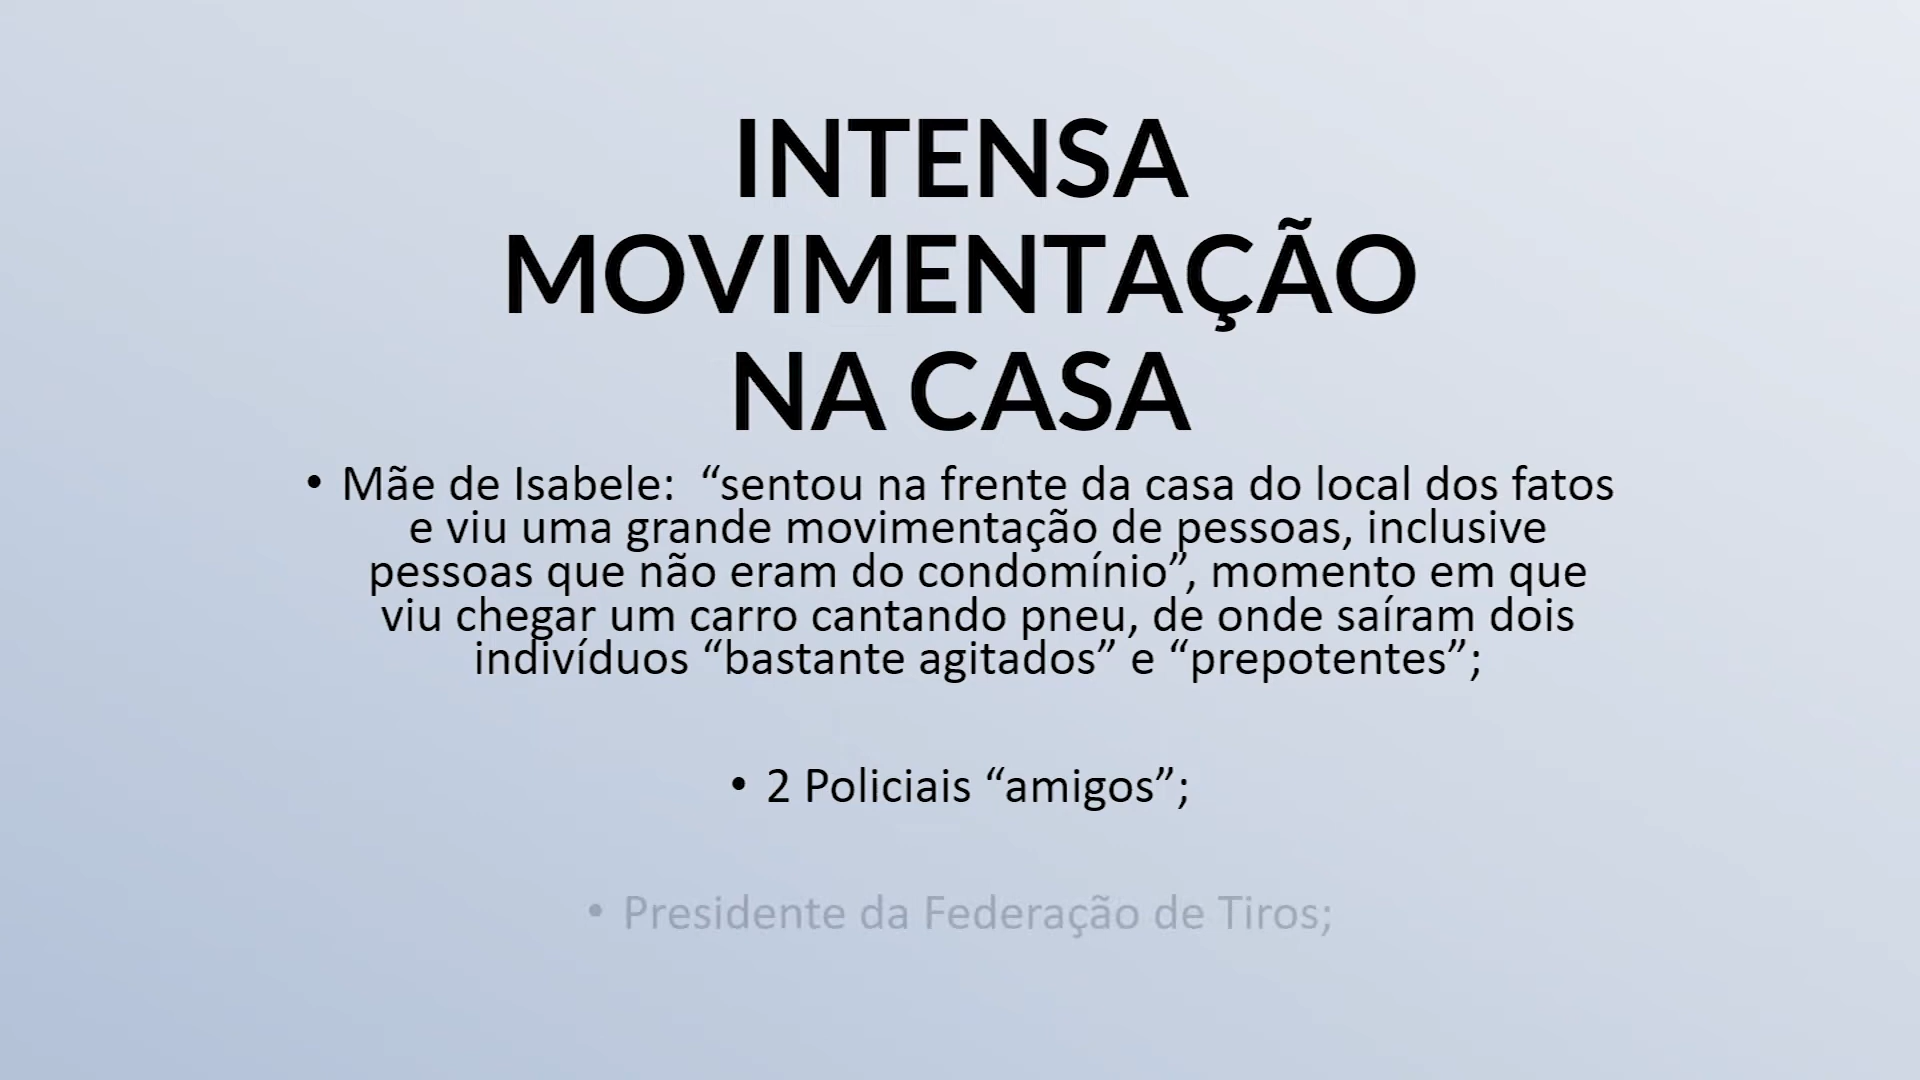 INTENSA
MOVIMENTAÇÃO
NA CASA
• Mãe de Isabele:  “sentou na frente da casa do local dos fatos
e viu uma grande movimentação de pessoas, inclusive
pessoas que não eram do condomínio”, momento em que
viu chegar um carro cantando pneu, de onde saíram dois
indivíduos “bastante agitados” e “prepotentes”;
• 2 Policiais “amigos”;
• Presidente da Federação de Tiros;